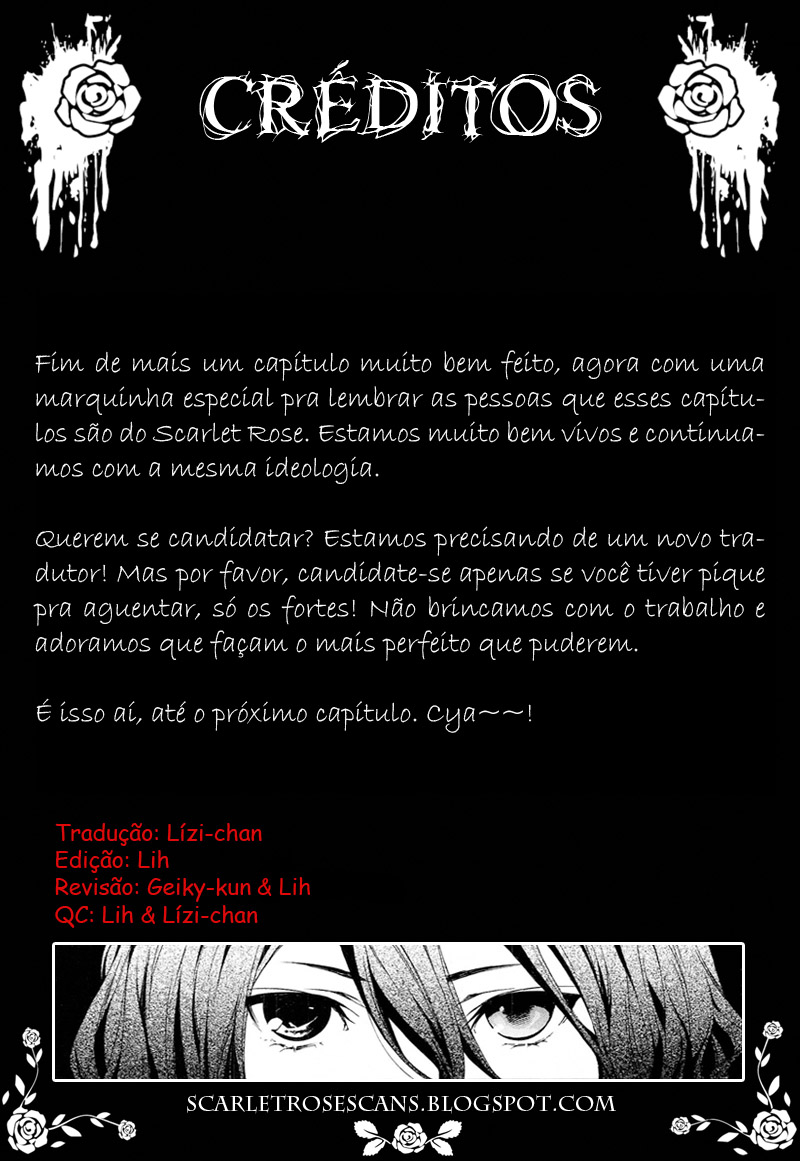 CRÉDITOS
Fim de mais um capítulo muito bem feito, agora com uma
marquinha especial pra lembrar as pessoas que esses capítu-
los são do Scarlet Rose. Estamos muito bem vivos e continua-
mos com a mesma ideologia.
Querem se candidatar? Estamos precisando de um novo tra-
dutor! Mas por favor, candidate-se apenas se você tiver pique
pra aguentar, só os fortes! Não brincamos com o trabalho e
adoramos que façam o mais perfeito que puderem.
É isso aí, até o próximo capítulo. Cya~~!
Tradução: Lízi-chan
Edição: Lih
Revisão: Geiky-kun & Lih
QC: Lih & Lízi-chan
SCARLETROSESCANS.BLOGSPOT.COM